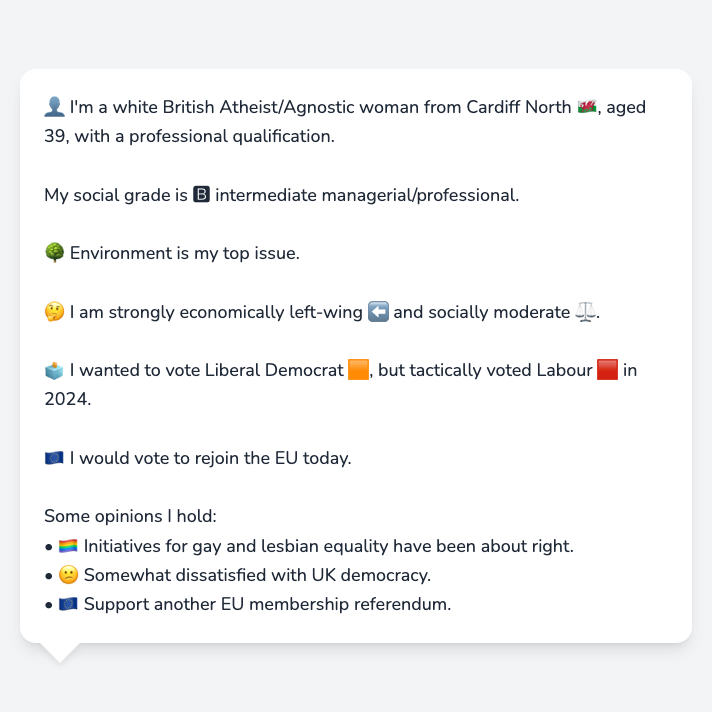 👤 I'm a white British Atheist/Agnostic woman from Cardiff North 🏴󠁧󠁢󠁷󠁬󠁳󠁿, aged
39, with a professional qualification.
My social grade is 🅱 intermediate managerial/professional.
🌳 Environment is my top issue.
🤔 I am strongly economically left-wing ⬅️ and socially moderate ⚖️.
🗳️ I wanted to vote Liberal Democrat 🟧, but tactically voted Labour 🟥 in
2024.
🇪🇺 I would vote to rejoin the EU today.
Some opinions I hold:
• 🏳️‍🌈 Initiatives for gay and lesbian equality have been about right.
• 😕 Somewhat dissatisfied with UK democracy.
• 🇪🇺 Support another EU membership referendum.